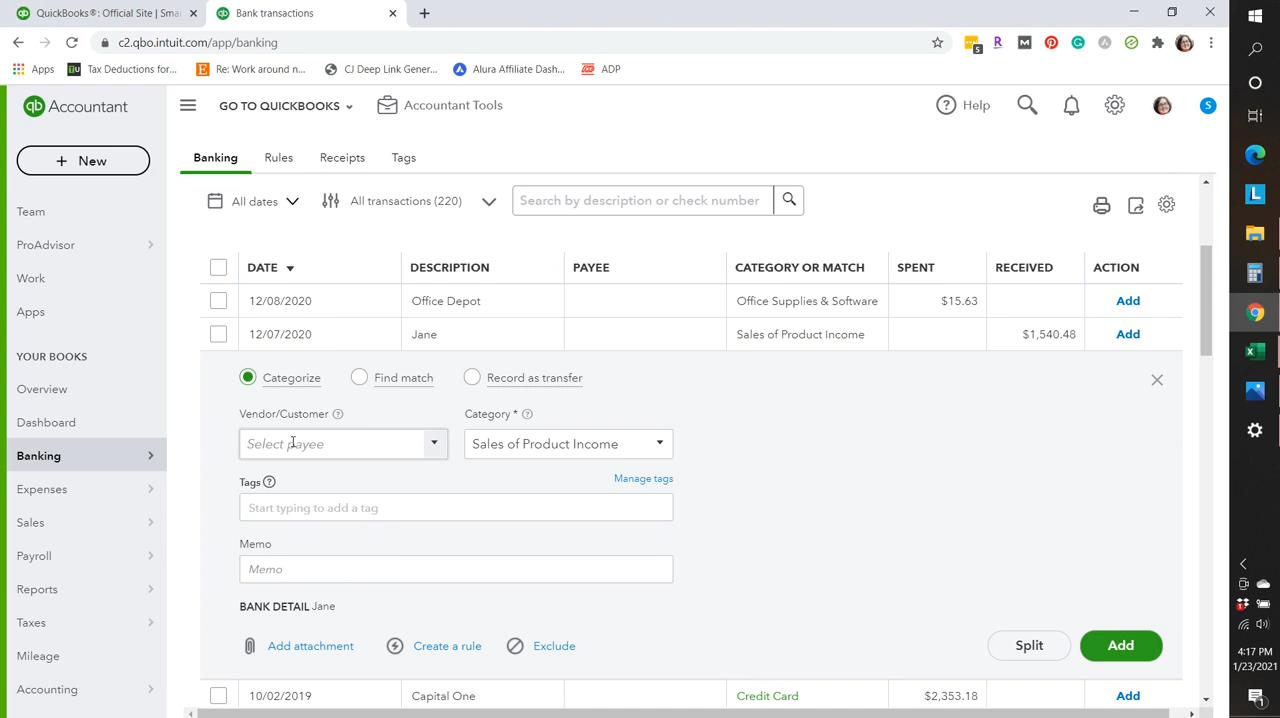 QuickBooks®: Official Site | Sma
Bank transactions
c2.qbo.intuit.com/app/banking
5
Apps
Tax Deductions for...
Re: Work around n...
CJ Deep Link Gener...
Alura Affiliate Dash...
ADP
qb Accountant
GO TO QUICKBOOKS
Accountant Tools
Help
S
+ New
Banking
Rules
Receipts
Tags
All dates
All transactions (220)
Search by description or check number
Team
ProAdvisor
Work
Apps
YOUR BOOKS
Overview
Dashboard
Banking
Expenses
Sales
Payroll
Reports
Taxes
Mileage
Accounting
DATE
DESCRIPTION
PAYEE
CATEGORY OR MATCH
SPENT
RECEIVED
ACTION
12/08/2020
Office Depot
Office Supplies & Software
$15.63
Add
12/07/2020
Jane
Sales of Product Income
$1,540.48
Add
Categorize
Find match
Record as transfer
Vendor/Customer
Category *
Select payee
Sales of Product Income
Tags
Manage tags
Start typing to add a tag
Memo
Memo
BANK DETAIL Jane
Add attachment
Create a rule
Exclude
Split
Add
10/02/2019
Capital One
Credit Card
$2,353.18
Add
4:17 PM
1/23/2021